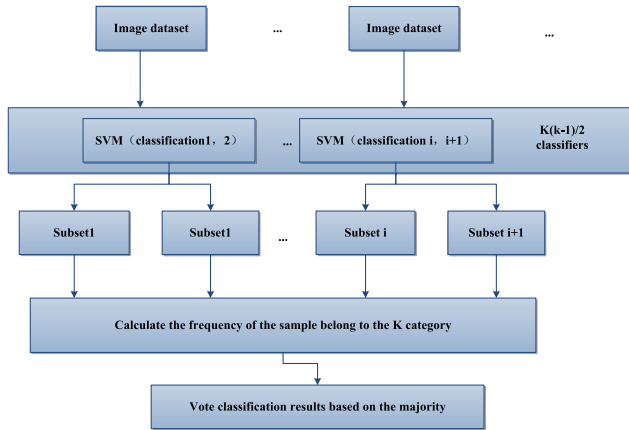 Image dataset
...
Image dataset
...
SVM（classification1，2）
...
SVM（classification i，i+1）
K(k-1)/2
classifiers
Subset1
Subset1
...
Subset i
Subset i+1
Calculate the frequency of the sample belong to the K category
Vote classification results based on the majority